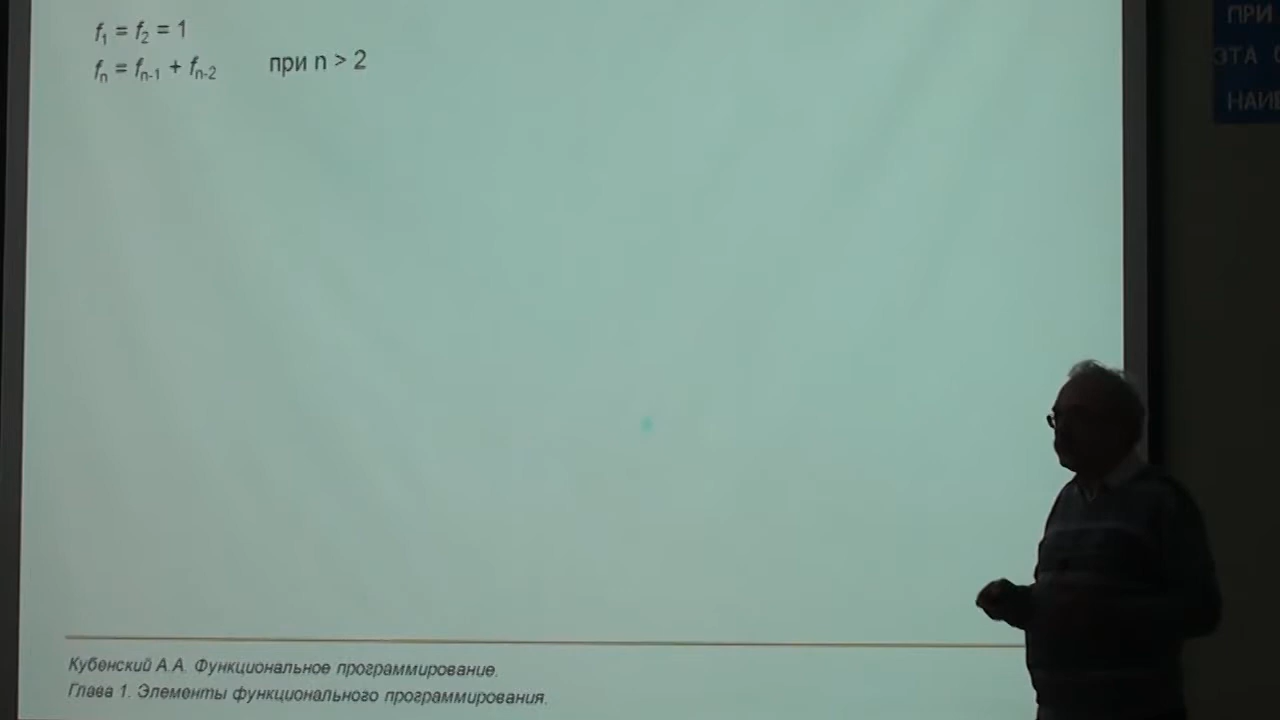 f1 = f2 = 1
fn = fn-1 + fn-2 при n > 2
Кубенский А.А. Функциональное программирование.
Глава 1. Элементы функционального программирования.
ПРИ
ЭТА
НАИ